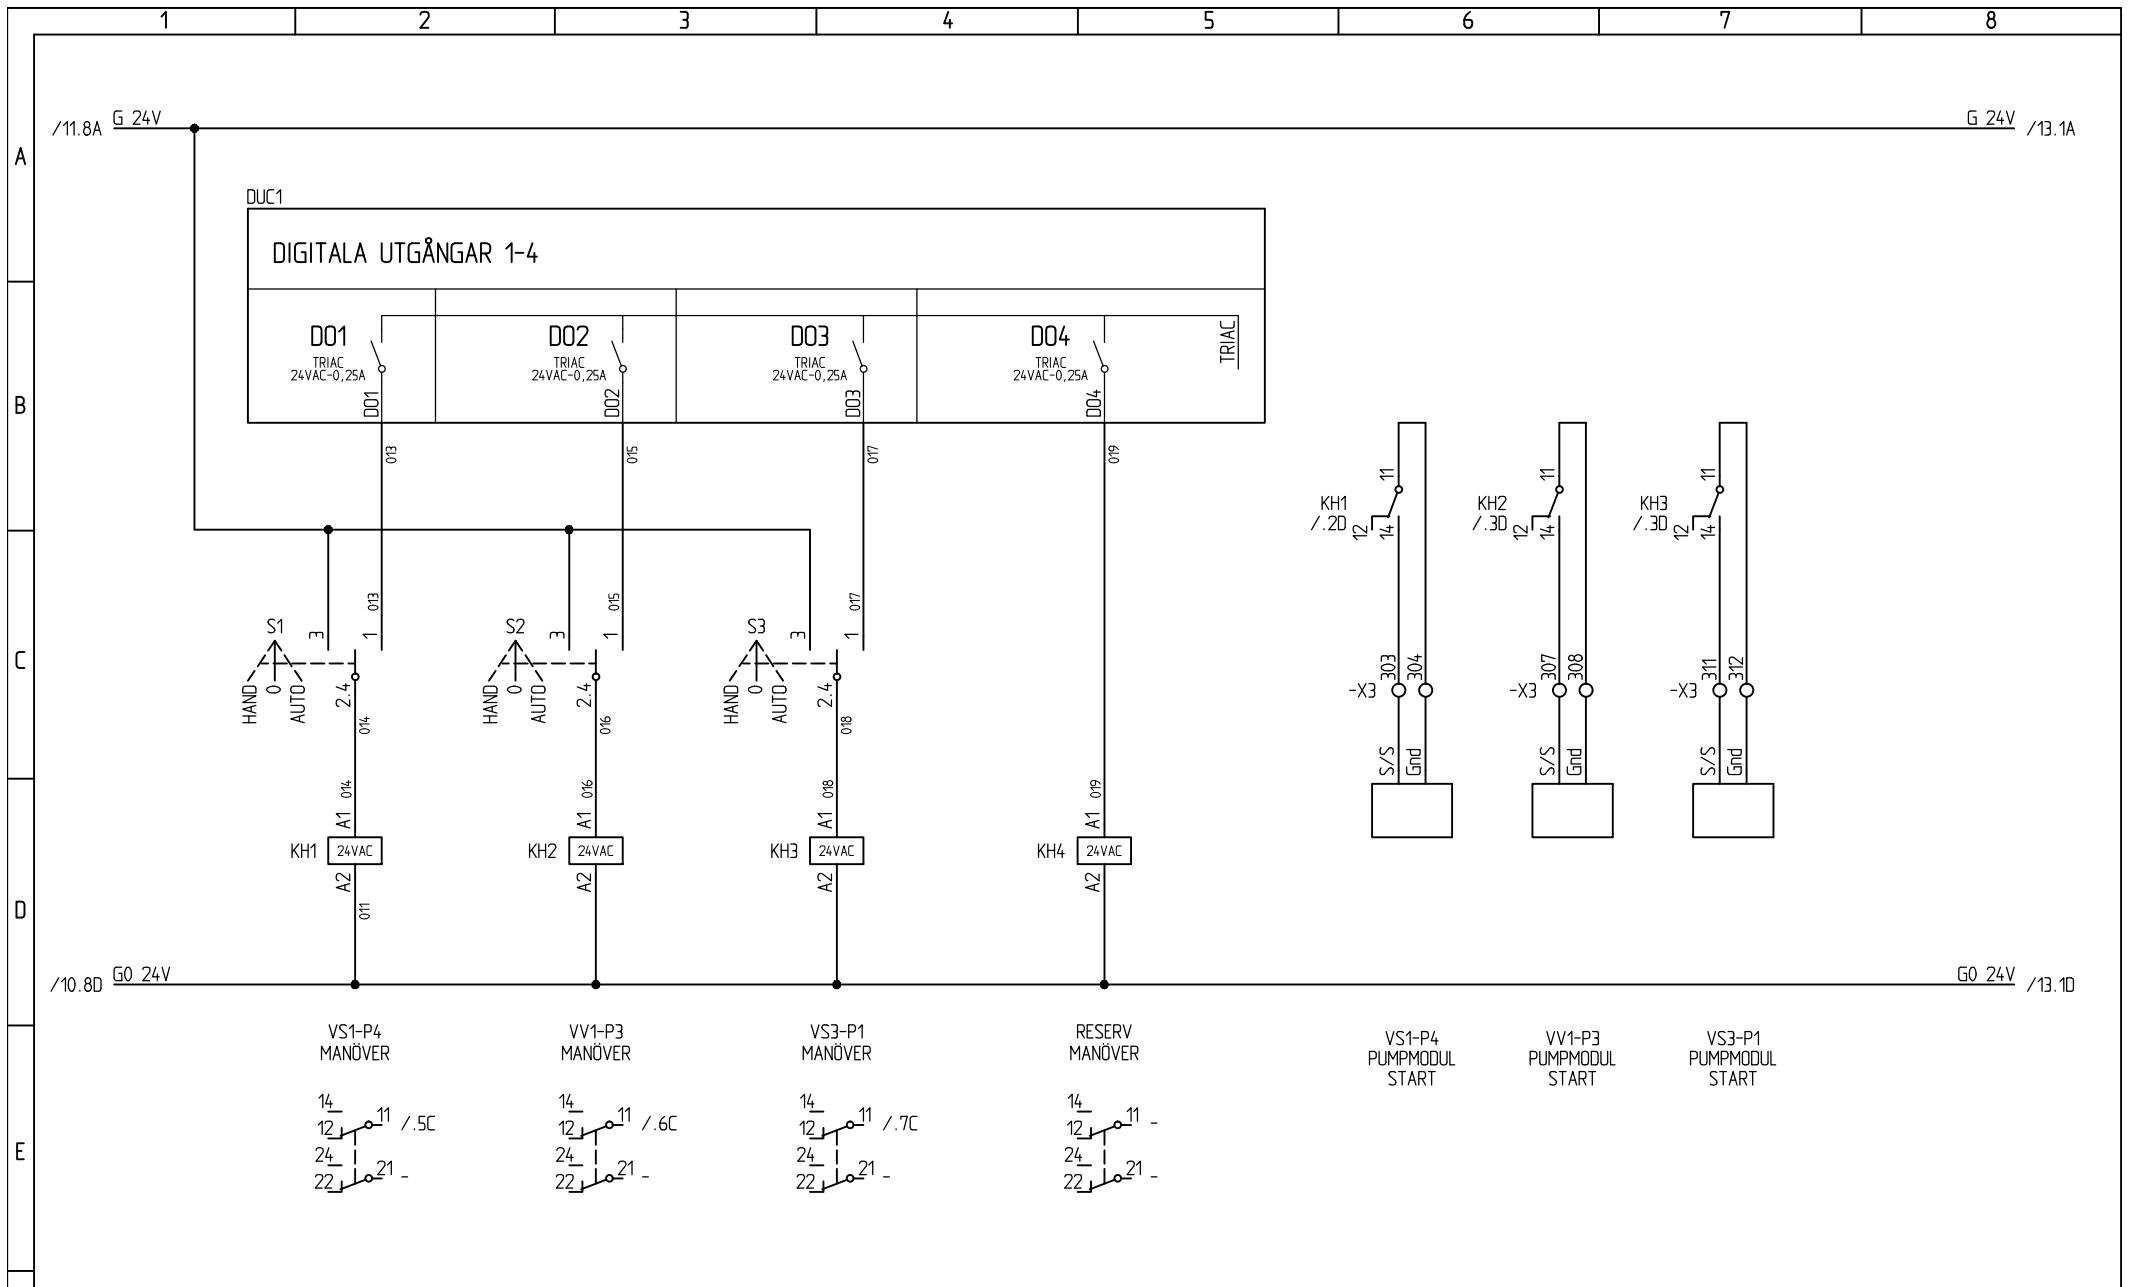 1 2 3 4 5 6 7 8
A
G 24V
/11.8A
G 24V
/13.1A
DUC1
DIGITALA UTGÅNGAR 1-4
B
DO1
TRIAC
24VAC-0,25A
DO1
DO2
TRIAC
24VAC-0,25A
DO2
DO3
TRIAC
24VAC-0,25A
DO3
DO4
TRIAC
24VAC-0,25A
DO4
TRIAC
013
015
017
019
KH1
/.2D
11
12
14
KH2
/.3D
11
12
14
KH3
/.3D
11
12
14
C
S1
3
1
013
HAND
0
AUTO
2.4
014
S2
3
1
015
HAND
0
AUTO
2.4
016
S3
3
1
017
HAND
0
AUTO
2.4
018
-X3
303
304
S/S
Gnd
-X3
307
308
S/S
Gnd
-X3
311
312
S/S
Gnd
D
014
A1
KH1
24VAC
A2
011
016
A1
KH2
24VAC
A2
018
A1
KH3
24VAC
A2
019
A1
KH4
24VAC
A2
G0 24V
/10.8D
G0 24V
/13.1D
E
VS1-P4
MANÖVER
VV1-P3
MANÖVER
VS3-P1
MANÖVER
RESERV
MANÖVER
VS1-P4
PUMPMODUL
START
VV1-P3
PUMPMODUL
START
VS3-P1
PUMPMODUL
START
14
12 11 /.5C
24
22 21 -
14
12 11 /.6C
24
22 21 -
14
12 11 /.7C
24
22 21 -
14
12 11 -
24
22 21 -